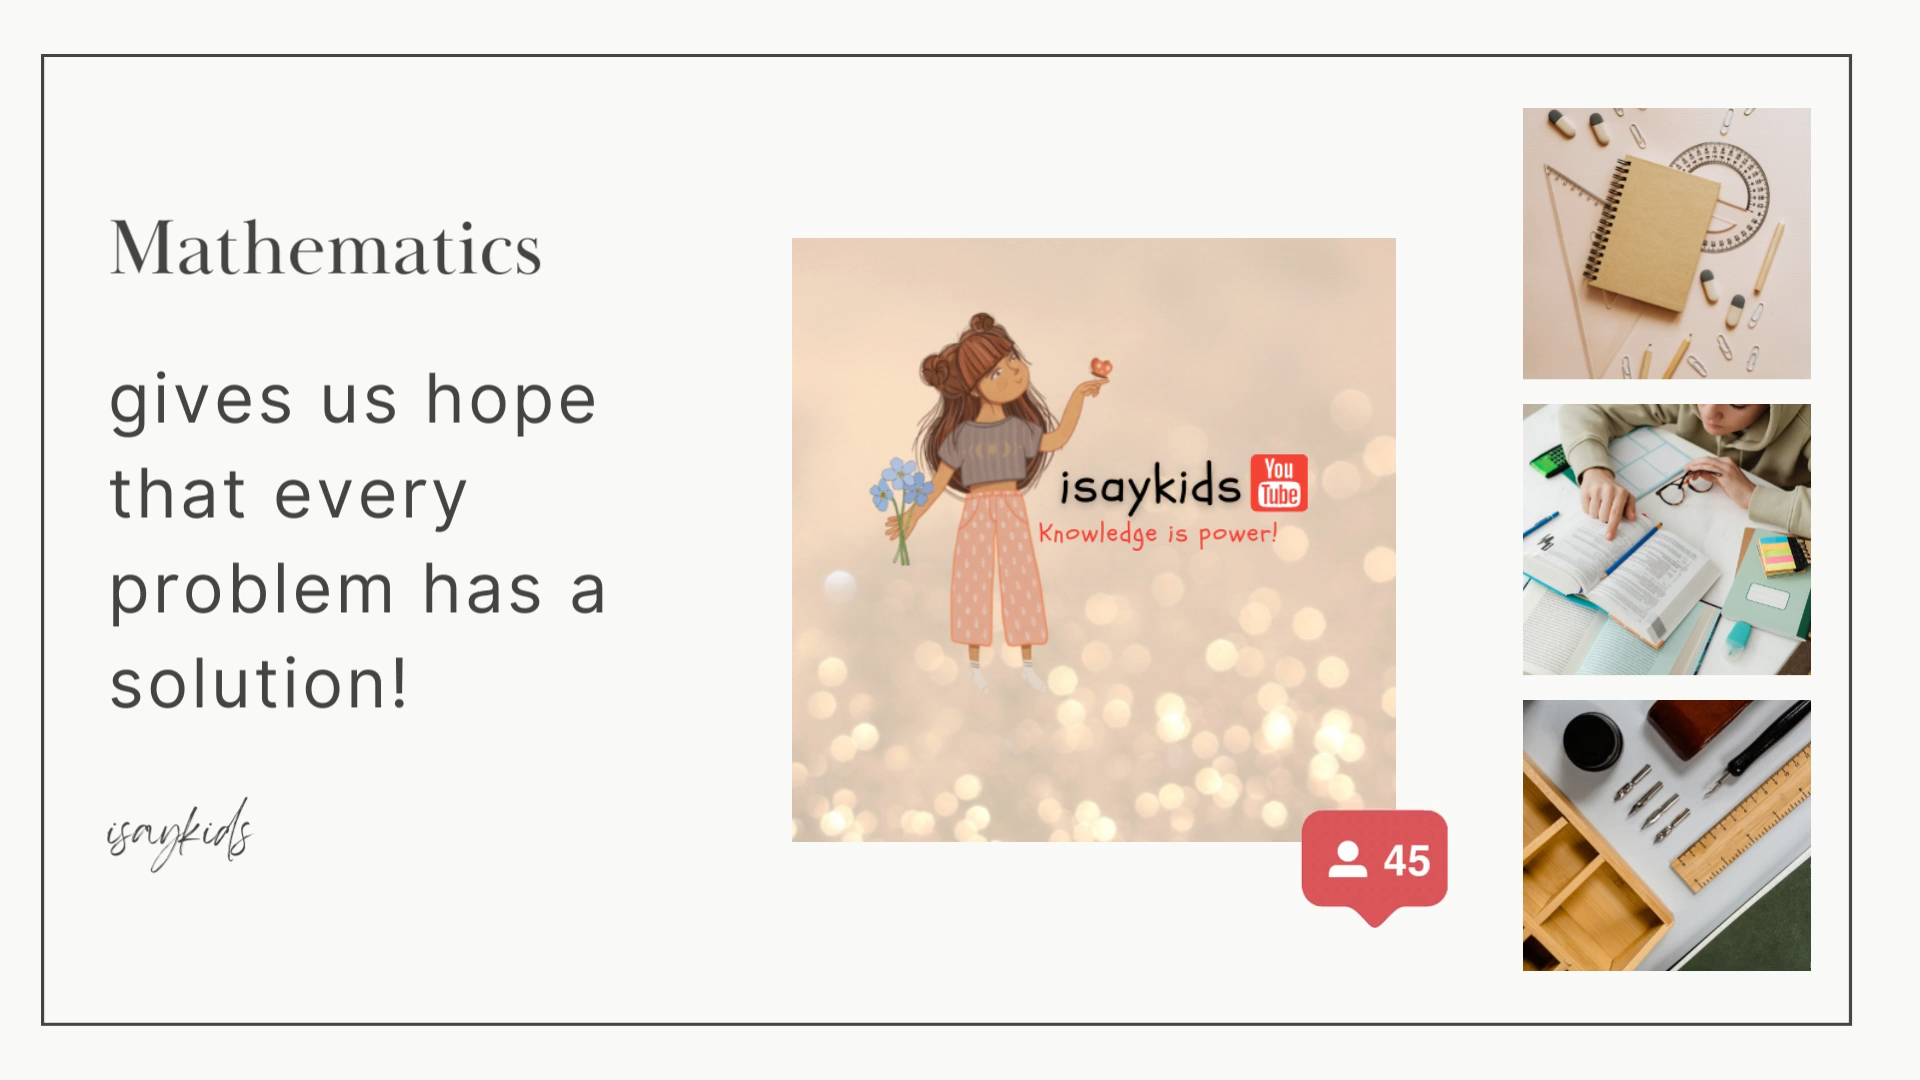 Mathematics
gives us hope
that every
problem has a
solution!
isaykids
isaykids
You
Tube
Knowledge is power!
45